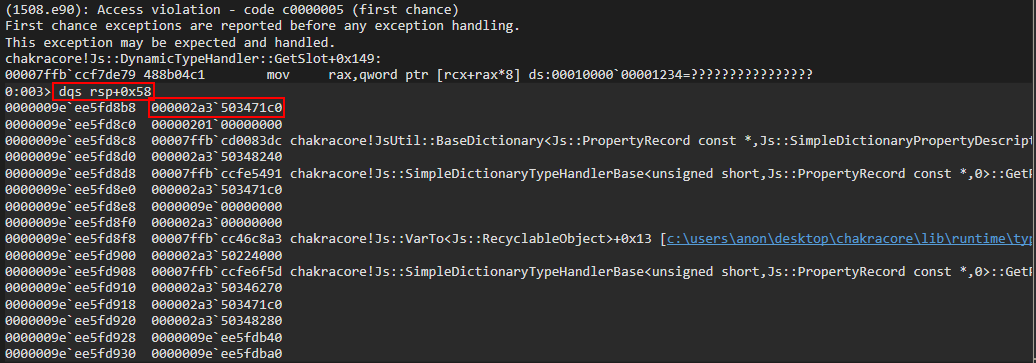 (1508.e90): Access violation - code c0000005 (first chance)
First chance exceptions are reported before any exception handling.
This exception may be expected and handled.
chakracore!Js::DynamicTypeHandler::GetSlot+0x149:
00007ffb`ccf7de79 488b04c1 mov rax,qword ptr [rcx+rax*8] ds:00010000`00001234=????????????????
0:003> dqs rsp+0x58
0000009e`ee5fd8b8 000002a3`503471c0
0000009e`ee5fd8c0 00000201`00000000
0000009e`ee5fd8c8 00007ffb`cd0083dc chakracore!JsUtil::BaseDictionary<Js::PropertyRecord const *,Js::SimpleDictionaryPropertyDescript
0000009e`ee5fd8d0 000002a3`50348240
0000009e`ee5fd8d8 00007ffb`ccfe5491 chakracore!Js::SimpleDictionaryTypeHandlerBase<unsigned short,Js::PropertyRecord const *,0>::GetP
0000009e`ee5fd8e0 000002a3`503471c0
0000009e`ee5fd8e8 0000009e`00000000
0000009e`ee5fd8f0 000002a3`00000000
0000009e`ee5fd8f8 00007ffb`cc46c8a3 chakracore!Js::VarTo<Js::RecyclableObject>+0x13 [c:\users\anon\desktop\chakracore\lib\runtime\typ
0000009e`ee5fd900 000002a3`50224000
0000009e`ee5fd908 00007ffb`ccfe6f5d chakracore!Js::SimpleDictionaryTypeHandlerBase<unsigned short,Js::PropertyRecord const *,0>::GetP
0000009e`ee5fd910 000002a3`50346270
0000009e`ee5fd918 000002a3`503471c0
0000009e`ee5fd920 000002a3`50348280
0000009e`ee5fd928 0000009e`ee5fdb40
0000009e`ee5fd930 0000009e`ee5fdba0